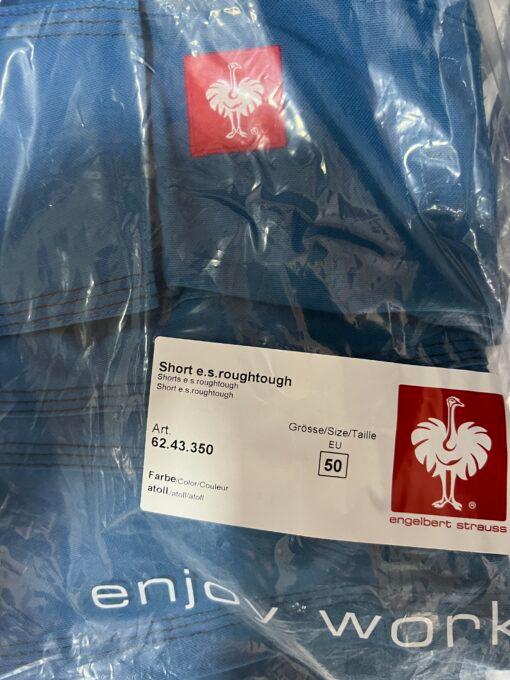 Short e.s.roughtough
Shorts e.s.roughtough
Short e.s.roughtough
Art.
62.43.350
Grösse/Size/Taille
EU
50
Farbe/Color/Couleur
atoll/atoll/atoll
®
engelbert strauss
enjoy work